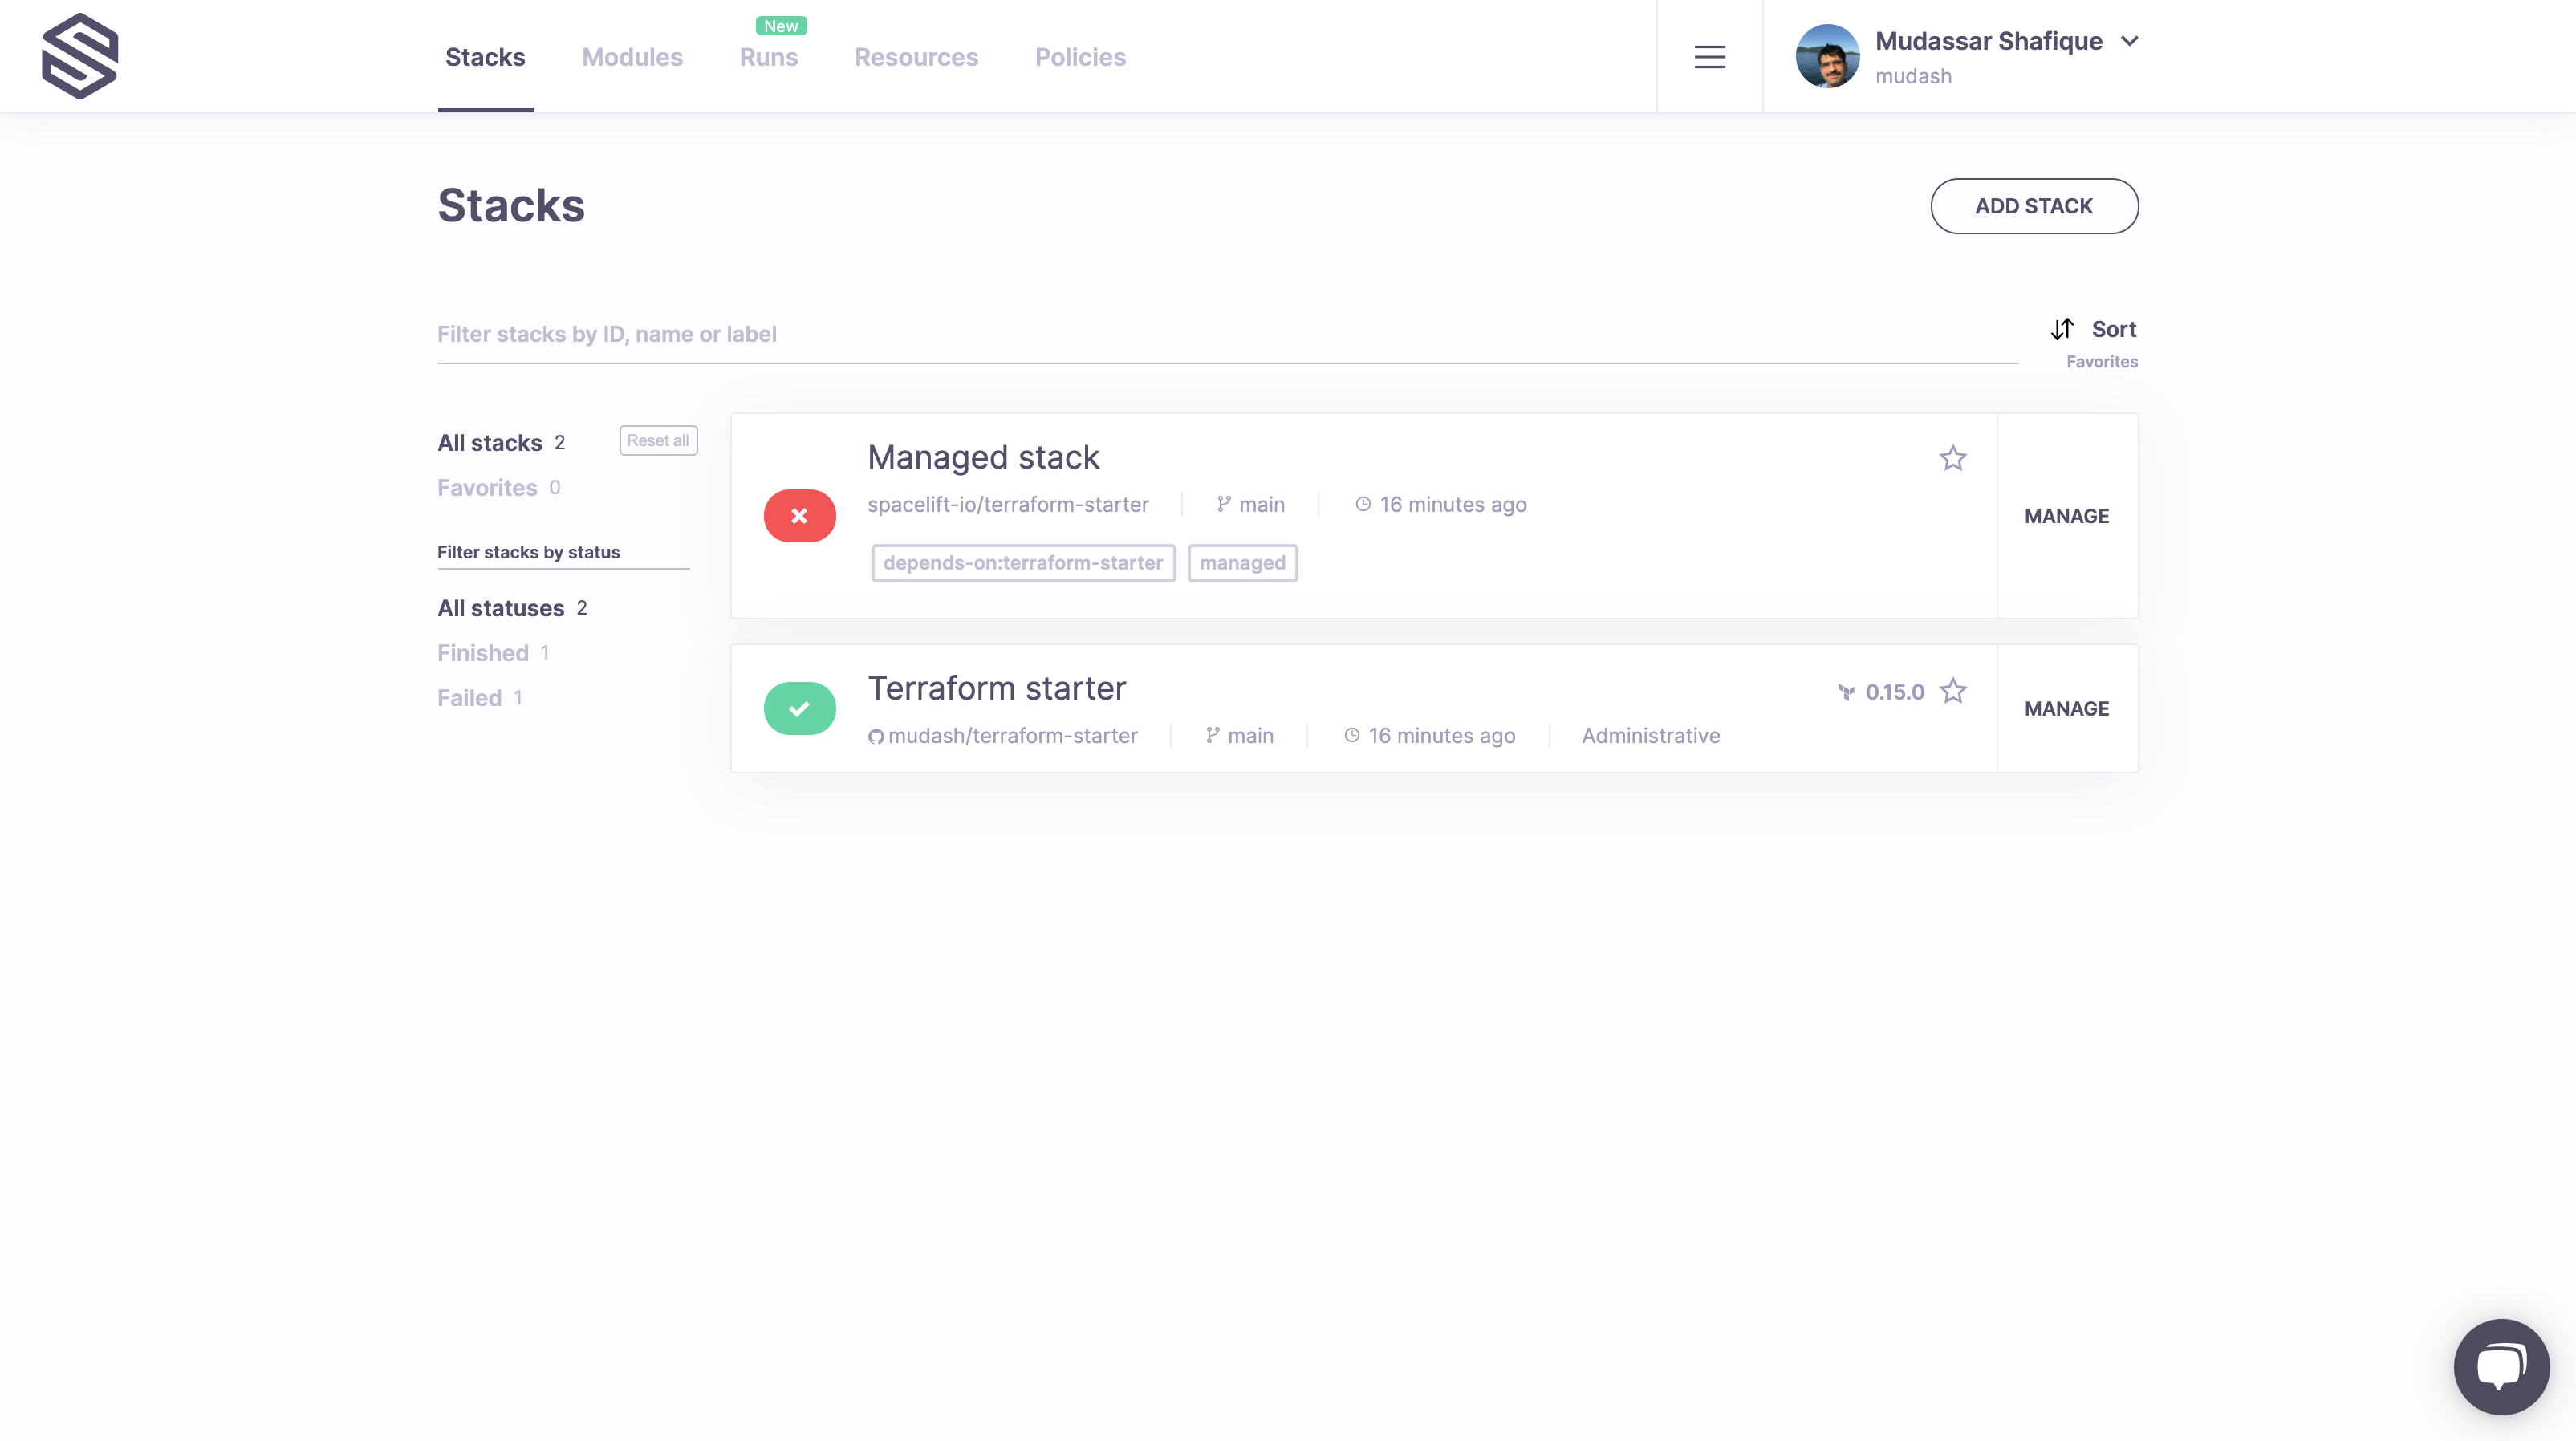 New
Stacks Modules Runs Resources Policies
Mudassar Shafique
mudash
Stacks
ADD STACK
Filter stacks by ID, name or label
Sort
Favorites
All stacks 2
Reset all
Favorites 0
Filter stacks by status
All statuses 2
Finished 1
Failed 1
Managed stack
spacelift-io/terraform-starter main 16 minutes ago
depends-on:terraform-starter managed
MANAGE
Terraform starter
0.15.0
mudash/terraform-starter main 16 minutes ago Administrative
MANAGE